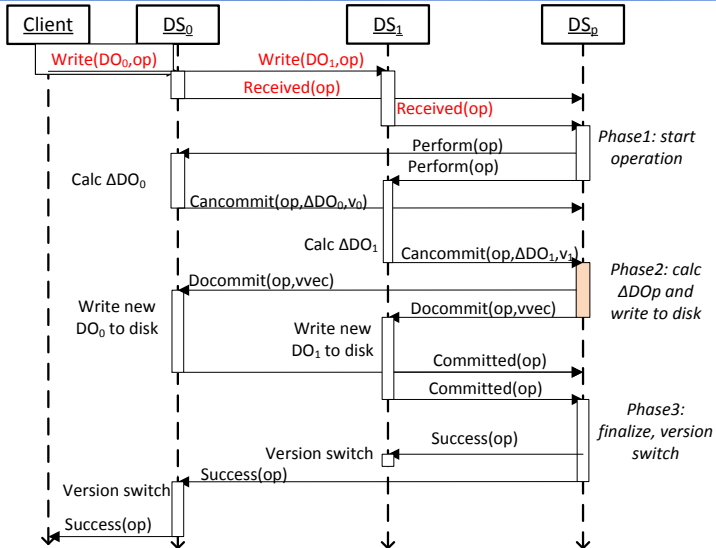 Client DS₀ DS₁ DSₚ
Write(DO₀,op) Write(DO₁,op)
Received(op)
Received(op)
Perform(op) Phase1: start
operation
Perform(op)
Calc ΔDO₀
Cancommit(op,ΔDO₀,v₀)
Calc ΔDO₁ Cancommit(op,ΔDO₁,v₁)
Phase2: calc
ΔDOp and
write to disk
Docommit(op,vvec)
Write new
DO₀ to disk
Docommit(op,vvec)
Write new
DO₁ to disk
Committed(op)
Committed(op)
Phase3:
finalize, version
switch
Success(op)
Version switch
Success(op)
Version switch
Success(op)